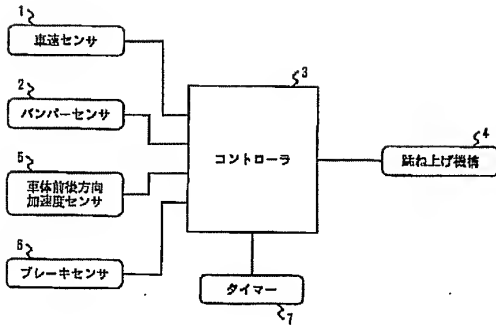 1
車速センサ
2
バンパーセンサ
5
車体前後方向
加速度センサ
6
ブレーキセンサ
3
コントローラ
4
跳ね上げ機構
タイマー
7